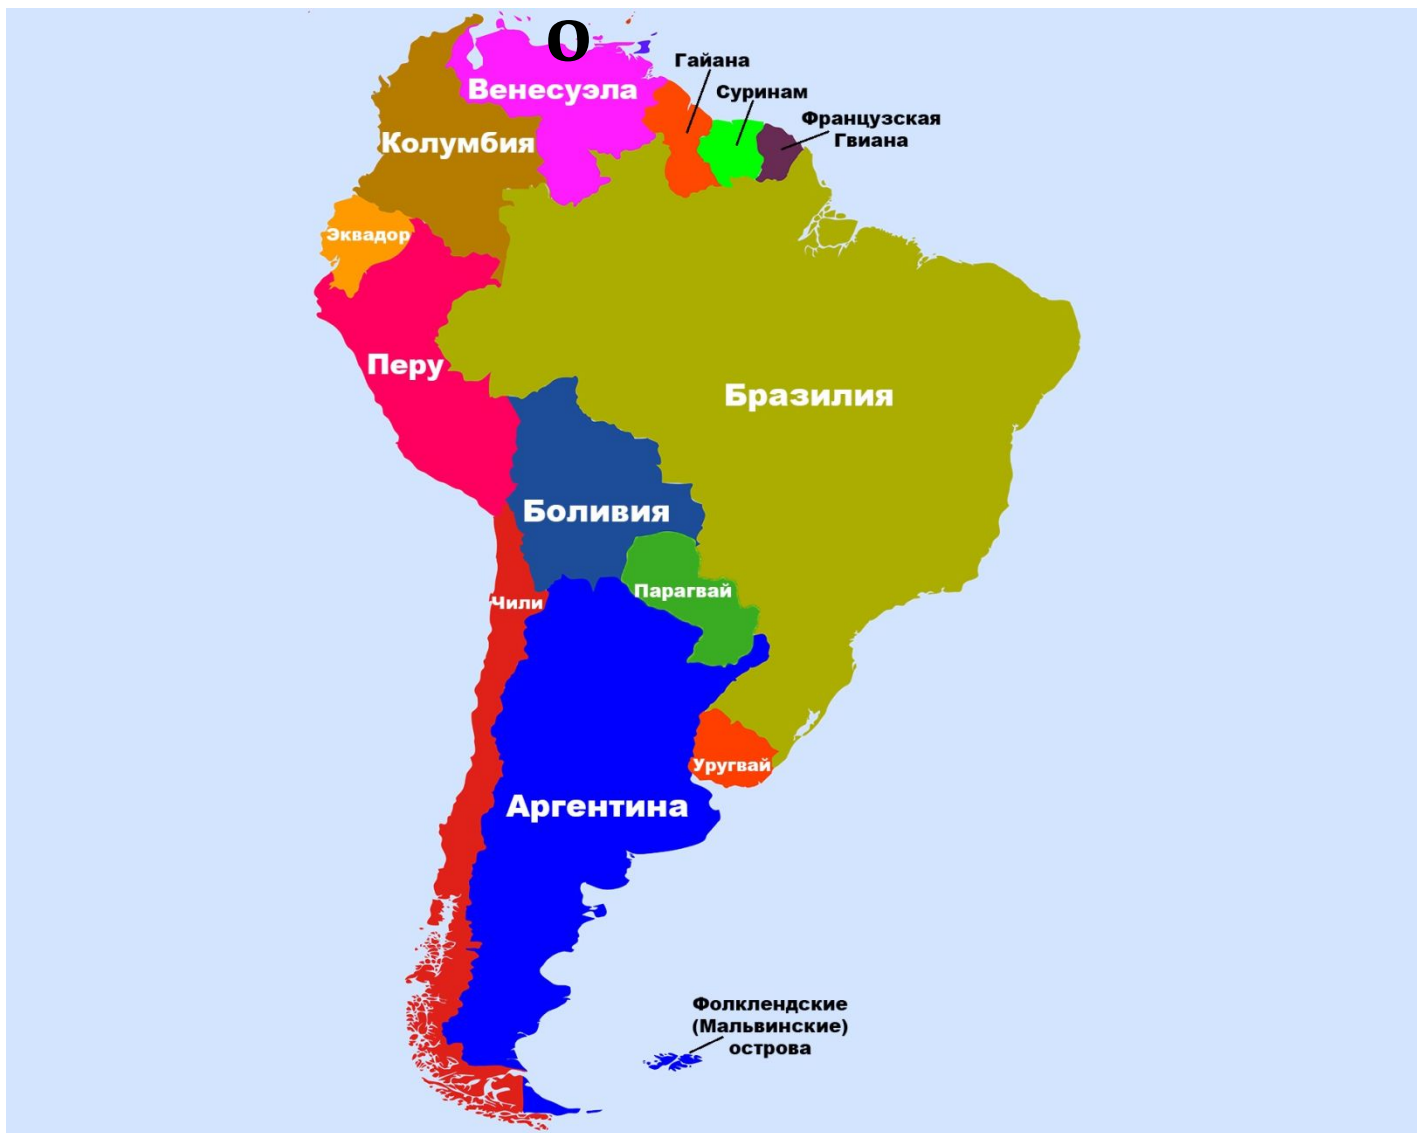 о
Гайана
Венесуэла
Суринам
Французская
Гвиана
Колумбия
Эквадор
Перу
Бразилия
Боливия
Парагвай
Чили
Уругвай
Аргентина
Фолклендские
(Мальвинские)
острова